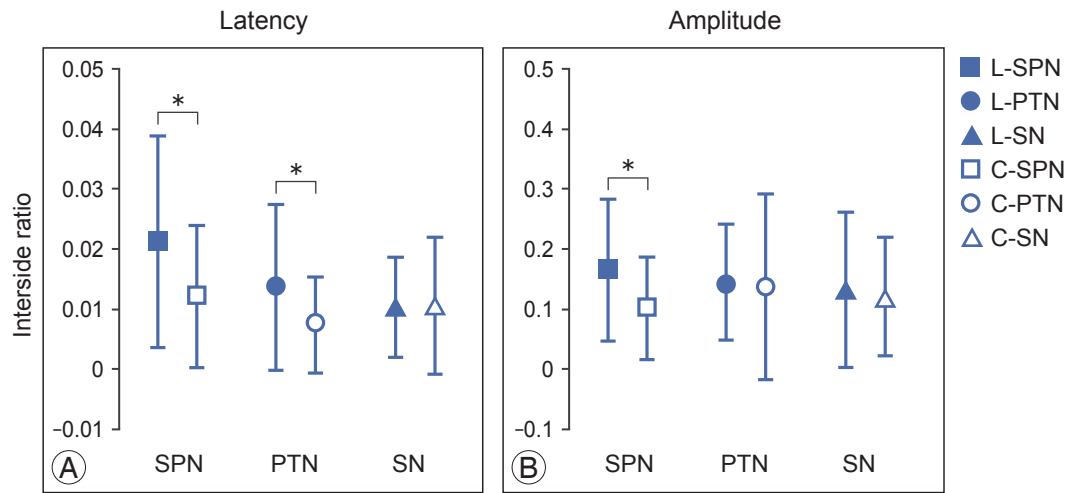 Latency
Amplitude
Interside ratio
0.05
0.04
0.03
0.02
0.01
0
−0.01
*
*
SPN
PTN
SN
A
0.5
0.4
0.3
0.2
0.1
0
−0.1
*
SPN
PTN
SN
B
L-SPN
L-PTN
L-SN
C-SPN
C-PTN
C-SN